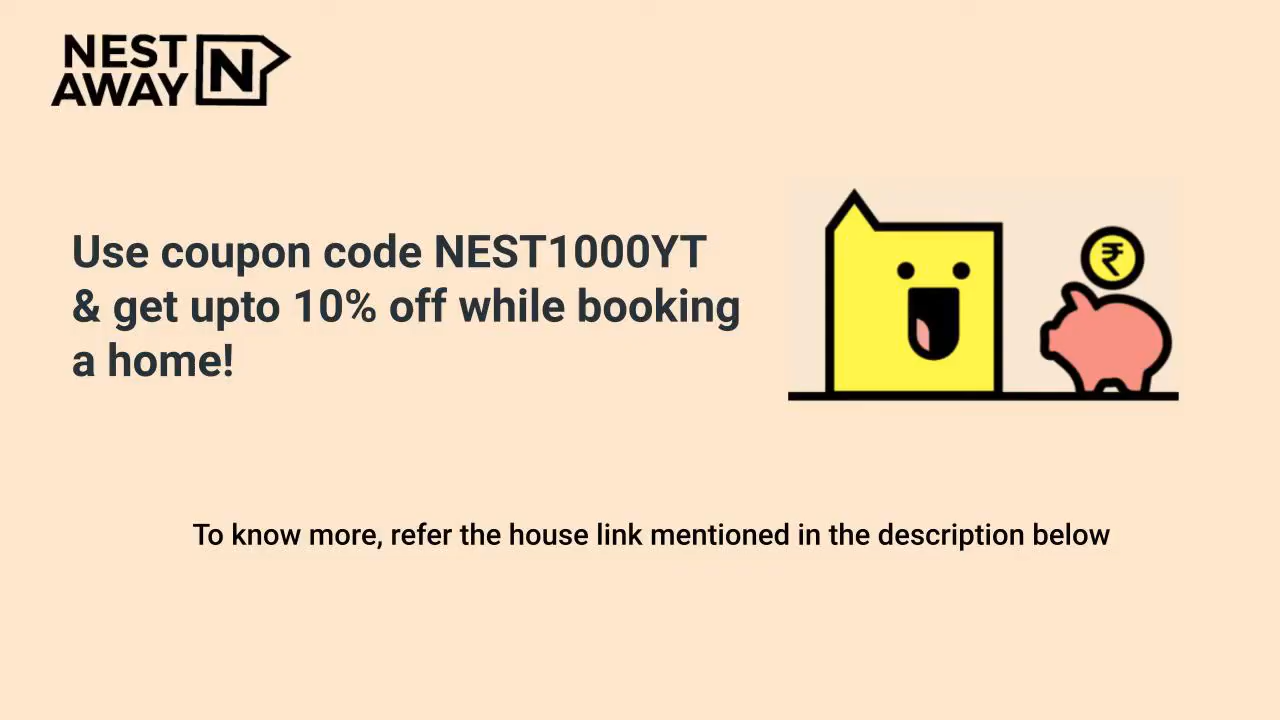 NEST
AWAY N
Use coupon code NEST1000YT
& get upto 10% off while booking
a home!
₹
To know more, refer the house link mentioned in the description below